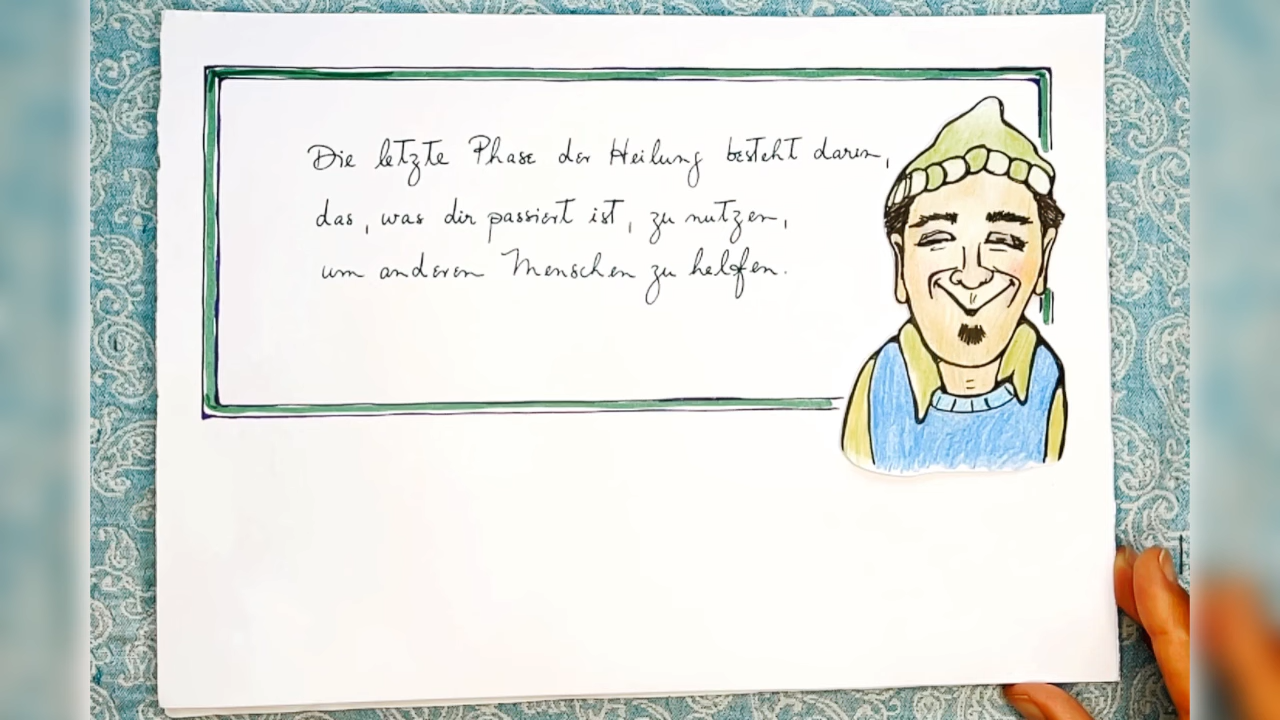 Die letzte Phase der Heilung besteht darin,
das, was dir passiert ist, zu nutzen,
um anderen Menschen zu helfen.